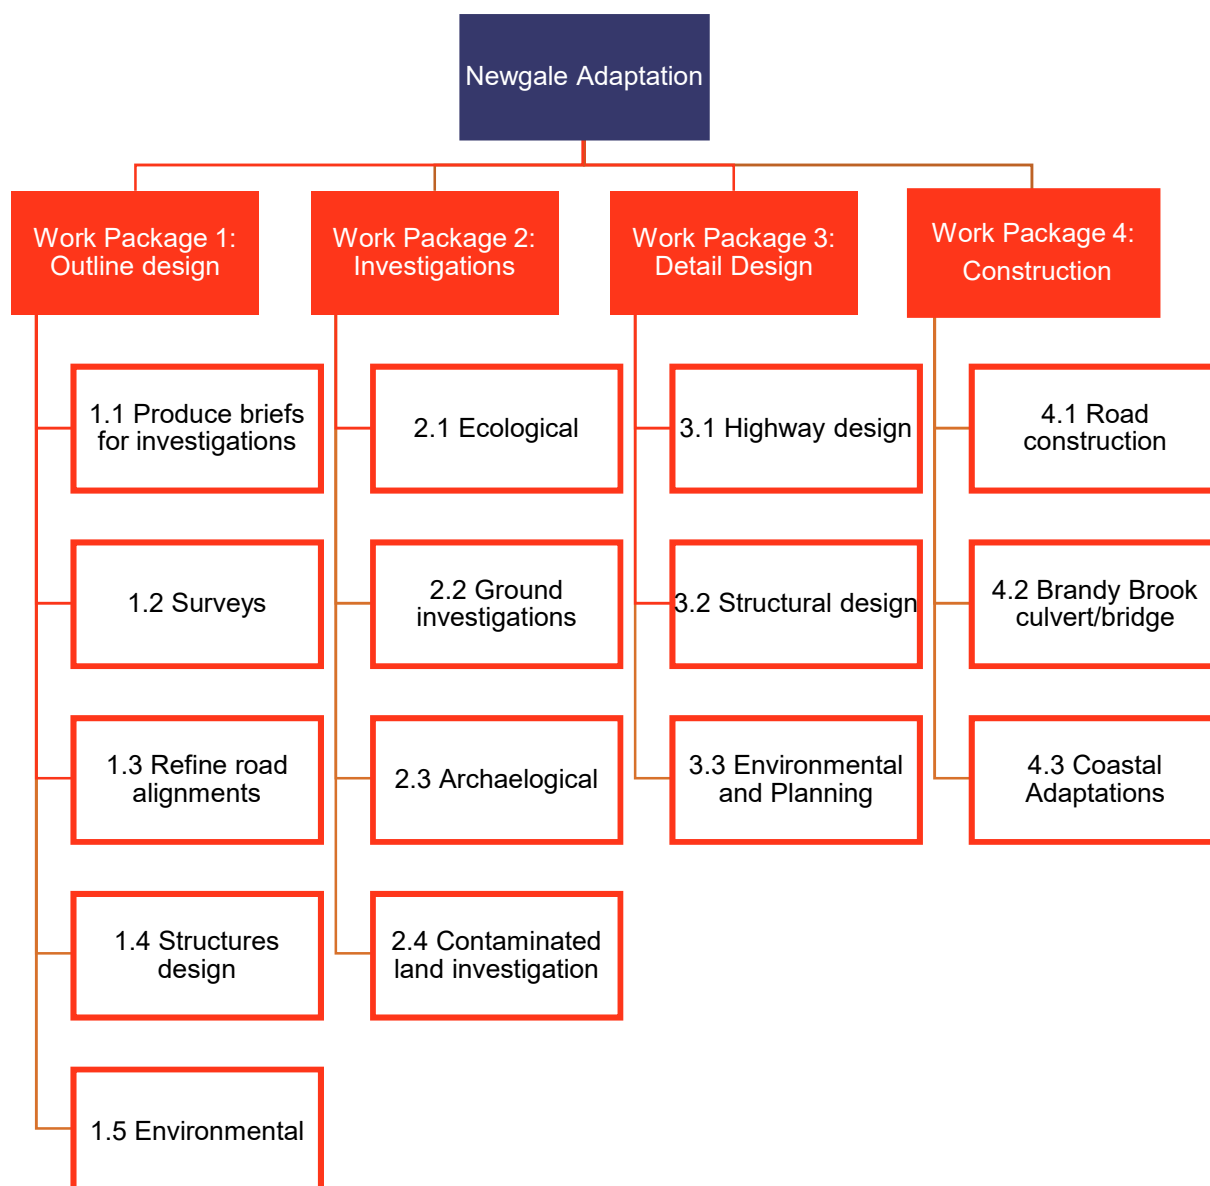 Newgale Adaptation
Work Package 1:
Outline design
1.1 Produce briefs
for investigations
1.2 Surveys
1.3 Refine road
alignments
1.4 Structures
design
1.5 Environmental
Work Package 2:
Investigations
2.1 Ecological
2.2 Ground
investigations
2.3 Archaelogical
2.4 Contaminated
land investigation
Work Package 3:
Detail Design
3.1 Highway design
3.2 Structural design
3.3 Environmental
and Planning
Work Package 4:
Construction
4.1 Road
construction
4.2 Brandy Brook
culvert/bridge
4.3 Coastal
Adaptations